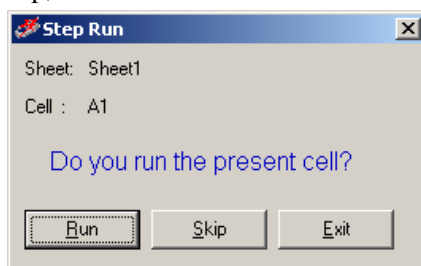 Step Run
Sheet: Sheet1
Cell : A1
Do you run the present cell?
Run Skip Exit